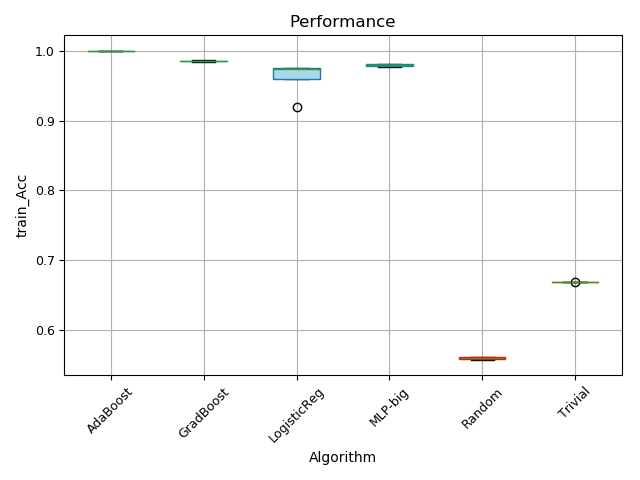 Performance
1.0
0.9
0.8
0.7
0.6
train_Acc
AdaBoost
GradBoost
LogisticReg
MLP-big
Random
Trivial
Algorithm